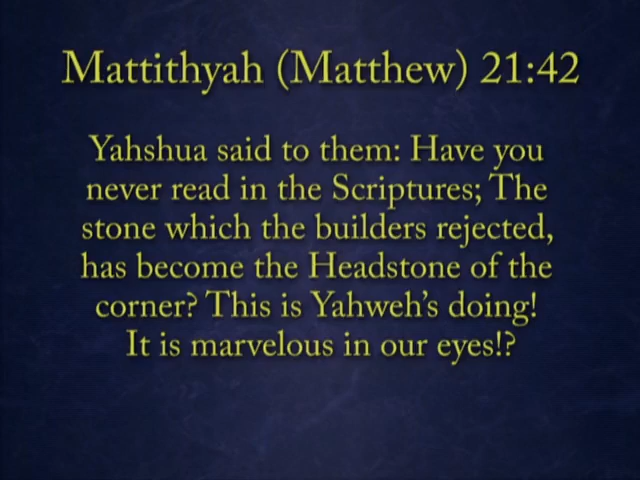 Mattithyah (Matthew) 21:42
Yahshua said to them: Have you
never read in the Scriptures; The
stone which the builders rejected,
has become the Headstone of the
corner? This is Yahweh's doing!
It is marvelous in our eyes!?